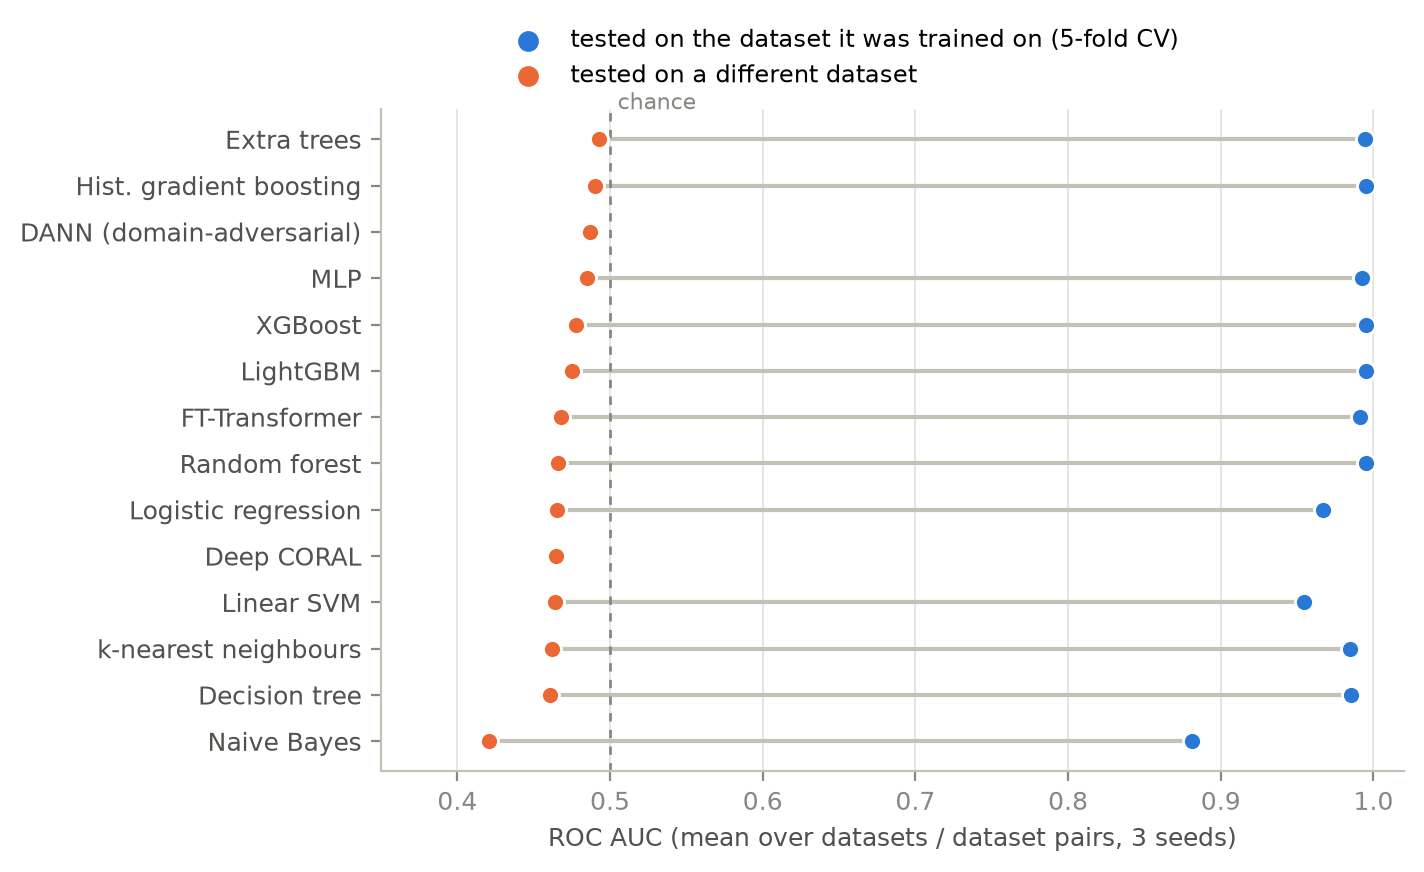 tested on the dataset it was trained on (5-fold CV)
tested on a different dataset
chance
Extra trees
Hist. gradient boosting
DANN (domain-adversarial)
MLP
XGBoost
LightGBM
FT-Transformer
Random forest
Logistic regression
Deep CORAL
Linear SVM
k-nearest neighbours
Decision tree
Naive Bayes
0.4 0.5 0.6 0.7 0.8 0.9 1.0
ROC AUC (mean over datasets / dataset pairs, 3 seeds)